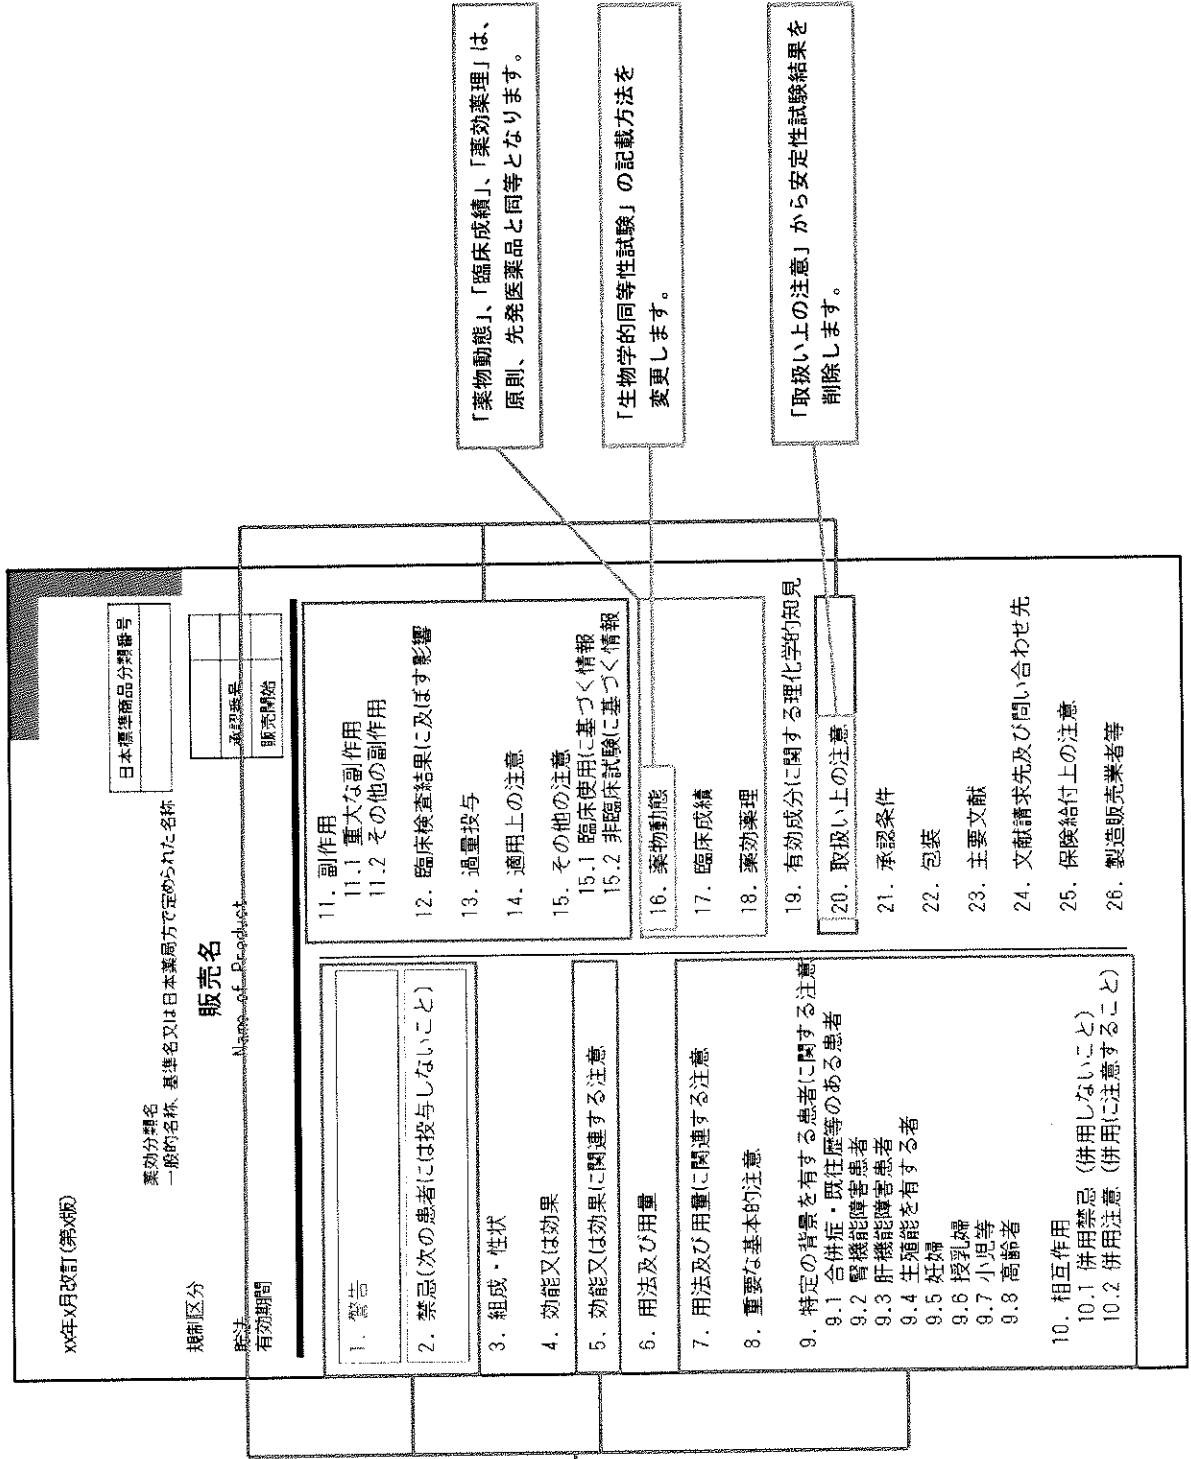 xx年x月改訂(第x版)
日本標準商品分類番号
薬効分類名
一般的名称、基準名又は日本薬局方で定められた名称
販売名
Name of Product
規制区分
貯法
有効期間
承認番号
販売開始
1. 警告
2. 禁忌(次の患者には投与しないこと)
3. 組成・性状
4. 効能又は効果
5. 効能又は効果に関連する注意
6. 用法及び用量
7. 用法及び用量に関連する注意
8. 重要な基本的注意
9. 特定の背景を有する患者に関する注意
9.1 合併症・既往歴等のある患者
9.2 腎機能障害患者
9.3 肝機能障害患者
9.4 生殖能を有する者
9.5 妊婦
9.6 授乳婦
9.7 小児等
9.8 高齢者
10. 相互作用
10.1 併用禁忌 (併用しないこと)
10.2 併用注意 (併用に注意すること)
11. 副作用
11.1 重大な副作用
11.2 その他の副作用
12. 臨床検査結果に及ぼす影響
13. 過量投与
14. 適用上の注意
15. その他の注意
15.1 臨床使用に基づく情報
15.2 非臨床試験に基づく情報
16. 薬物動態
17. 臨床成績
18. 薬効薬理
19. 有効成分に関する理化学的知見
20. 取扱い上の注意
21. 承認条件
22. 包装
23. 主要文献
24. 文献請求先及び問い合わせ先
25. 保険給付上の注意
26. 製造販売業者等
「薬物動態」、「臨床成績」、「薬効薬理」は、
原則、先発医薬品と同等となります。
「生物学的同等性試験」の記載方法を
変更します。
「取扱い上の注意」から安定性試験結果を
削除します。